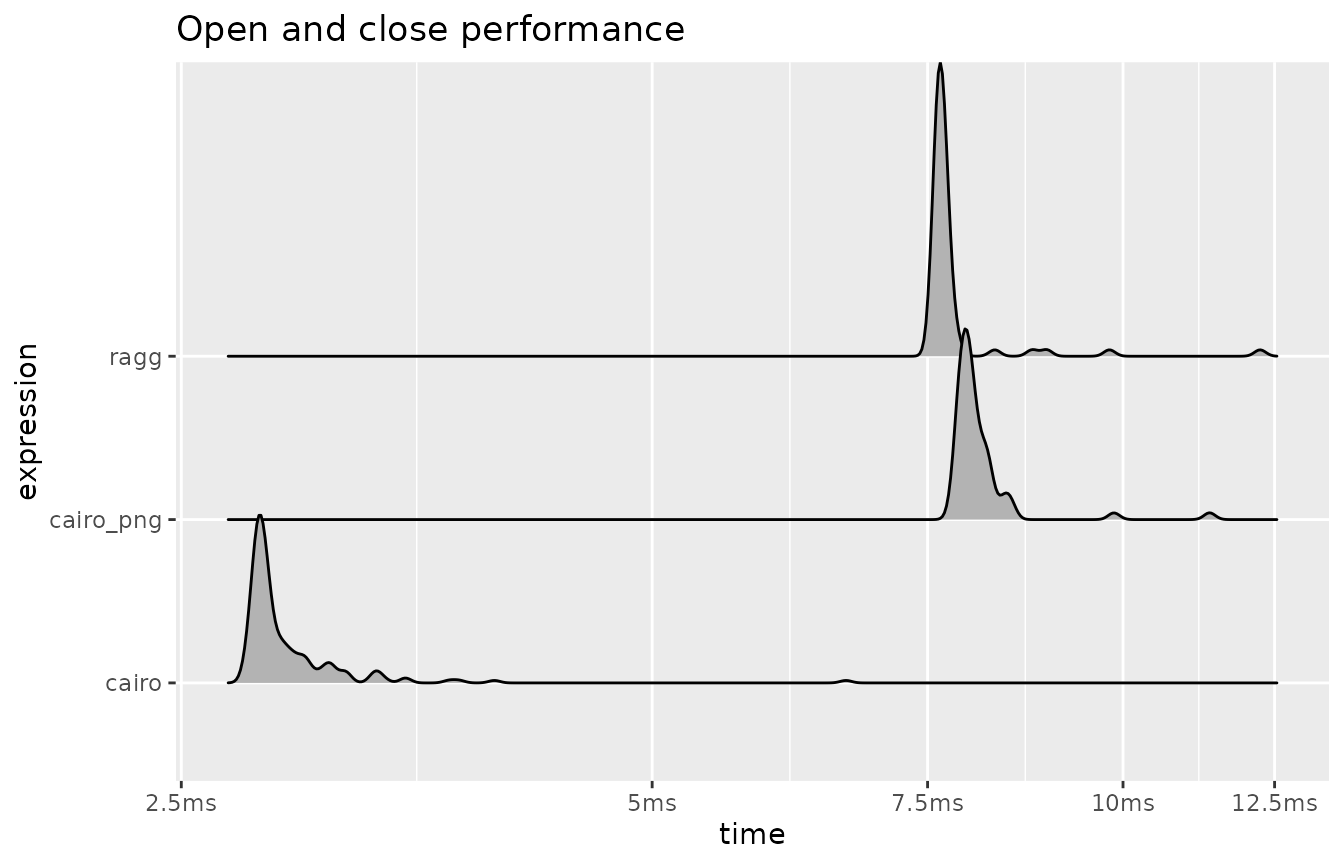 Open and close performance
expression
ragg
cairo_png
cairo
2.5ms 5ms 7.5ms 10ms 12.5ms
time